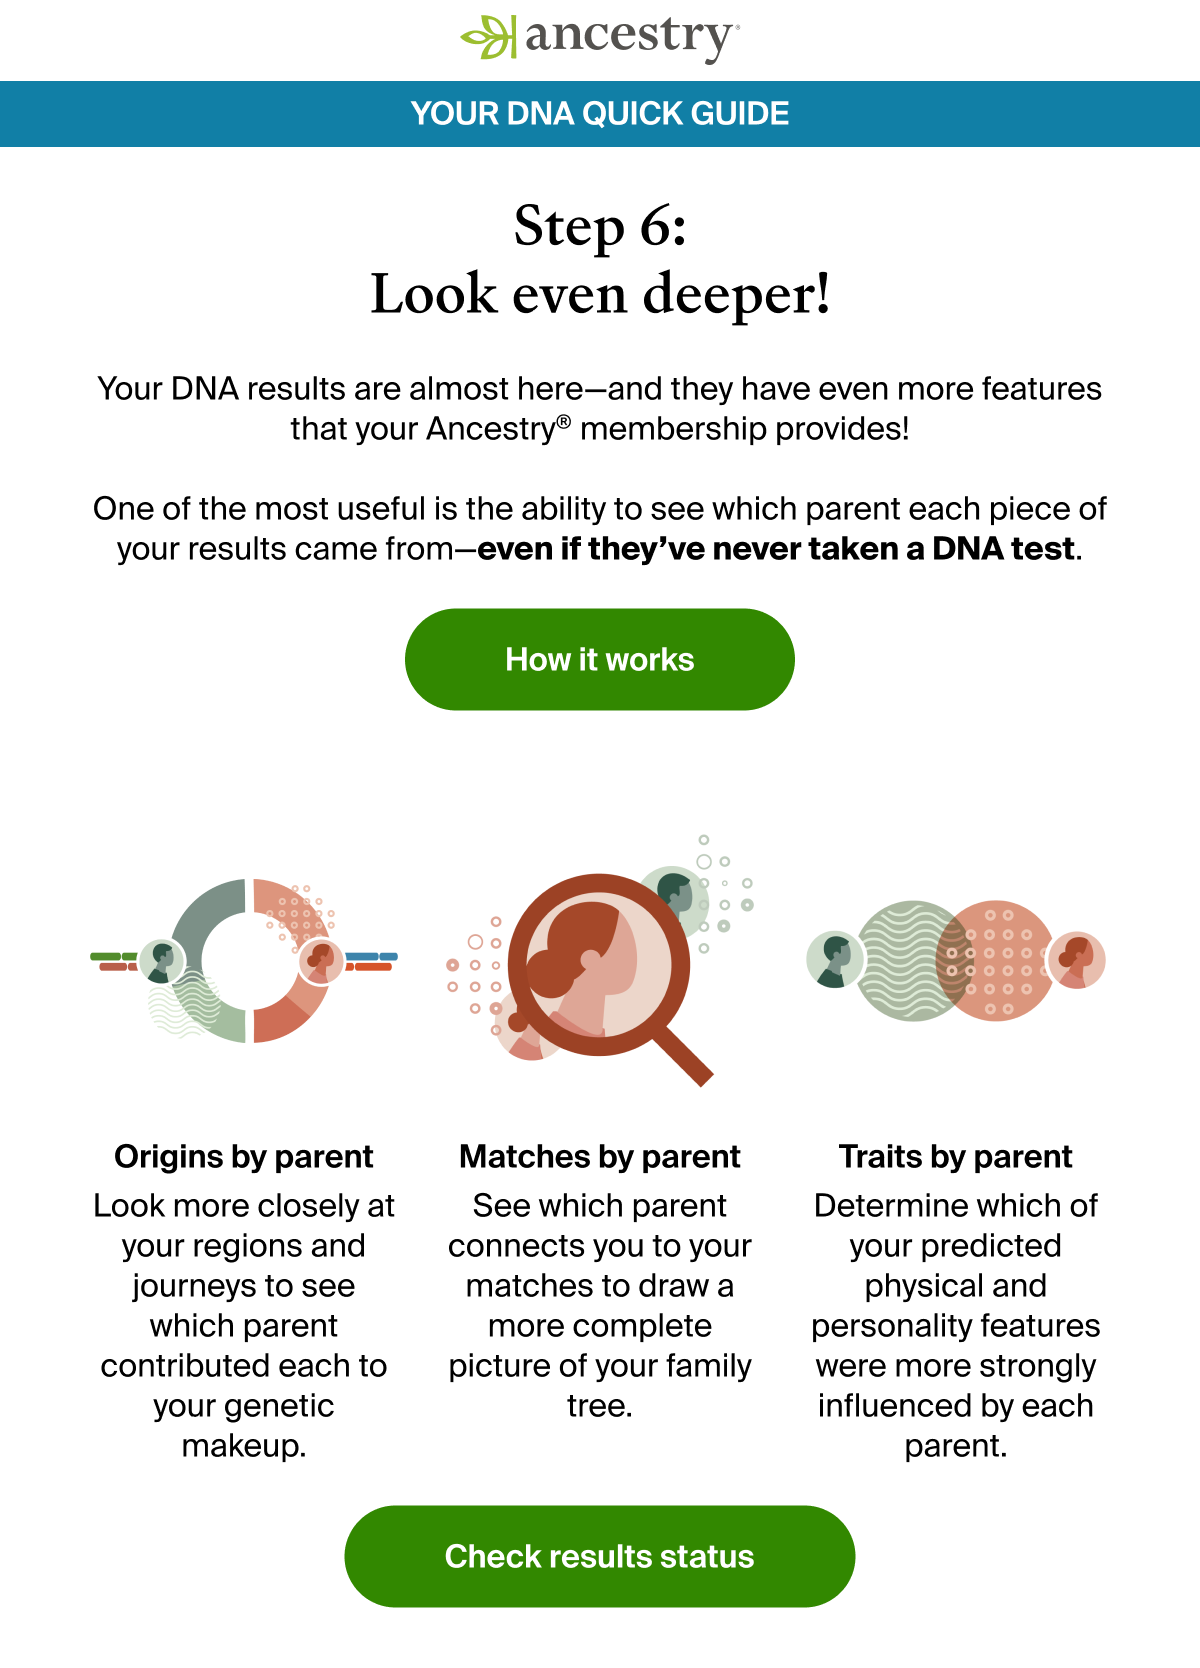 ancestry®
YOUR DNA QUICK GUIDE
Step 6:
Look even deeper!
Your DNA results are almost here—and they have even more features
that your Ancestry® membership provides!
One of the most useful is the ability to see which parent each piece of
your results came from—even if they’ve never taken a DNA test.
How it works
Origins by parent
Look more closely at
your regions and
journeys to see
which parent
contributed each to
your genetic
makeup.
Matches by parent
See which parent
connects you to your
matches to draw a
more complete
picture of your family
tree.
Traits by parent
Determine which of
your predicted
physical and
personality features
were more strongly
influenced by each
parent.
Check results status